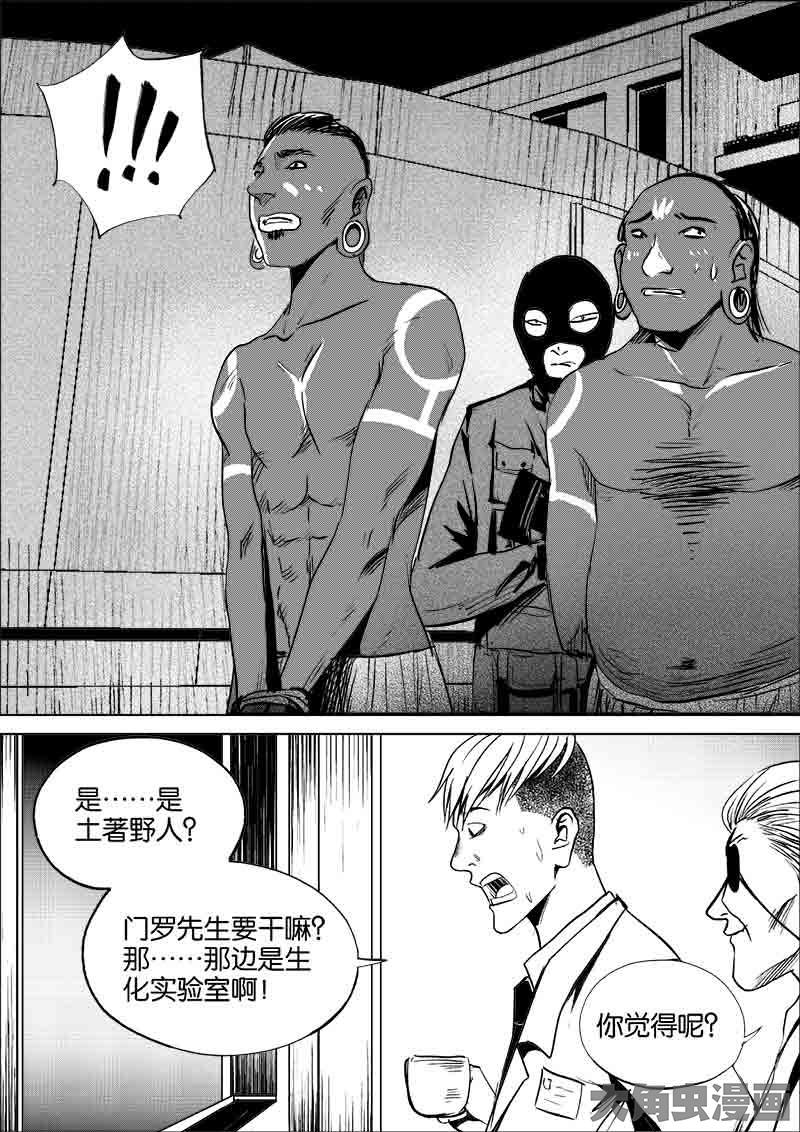 !!!
是……是
土著野人？
门罗先生要干嘛？
那……那边是生
化实验室啊！
你觉得呢？
大角虫漫画